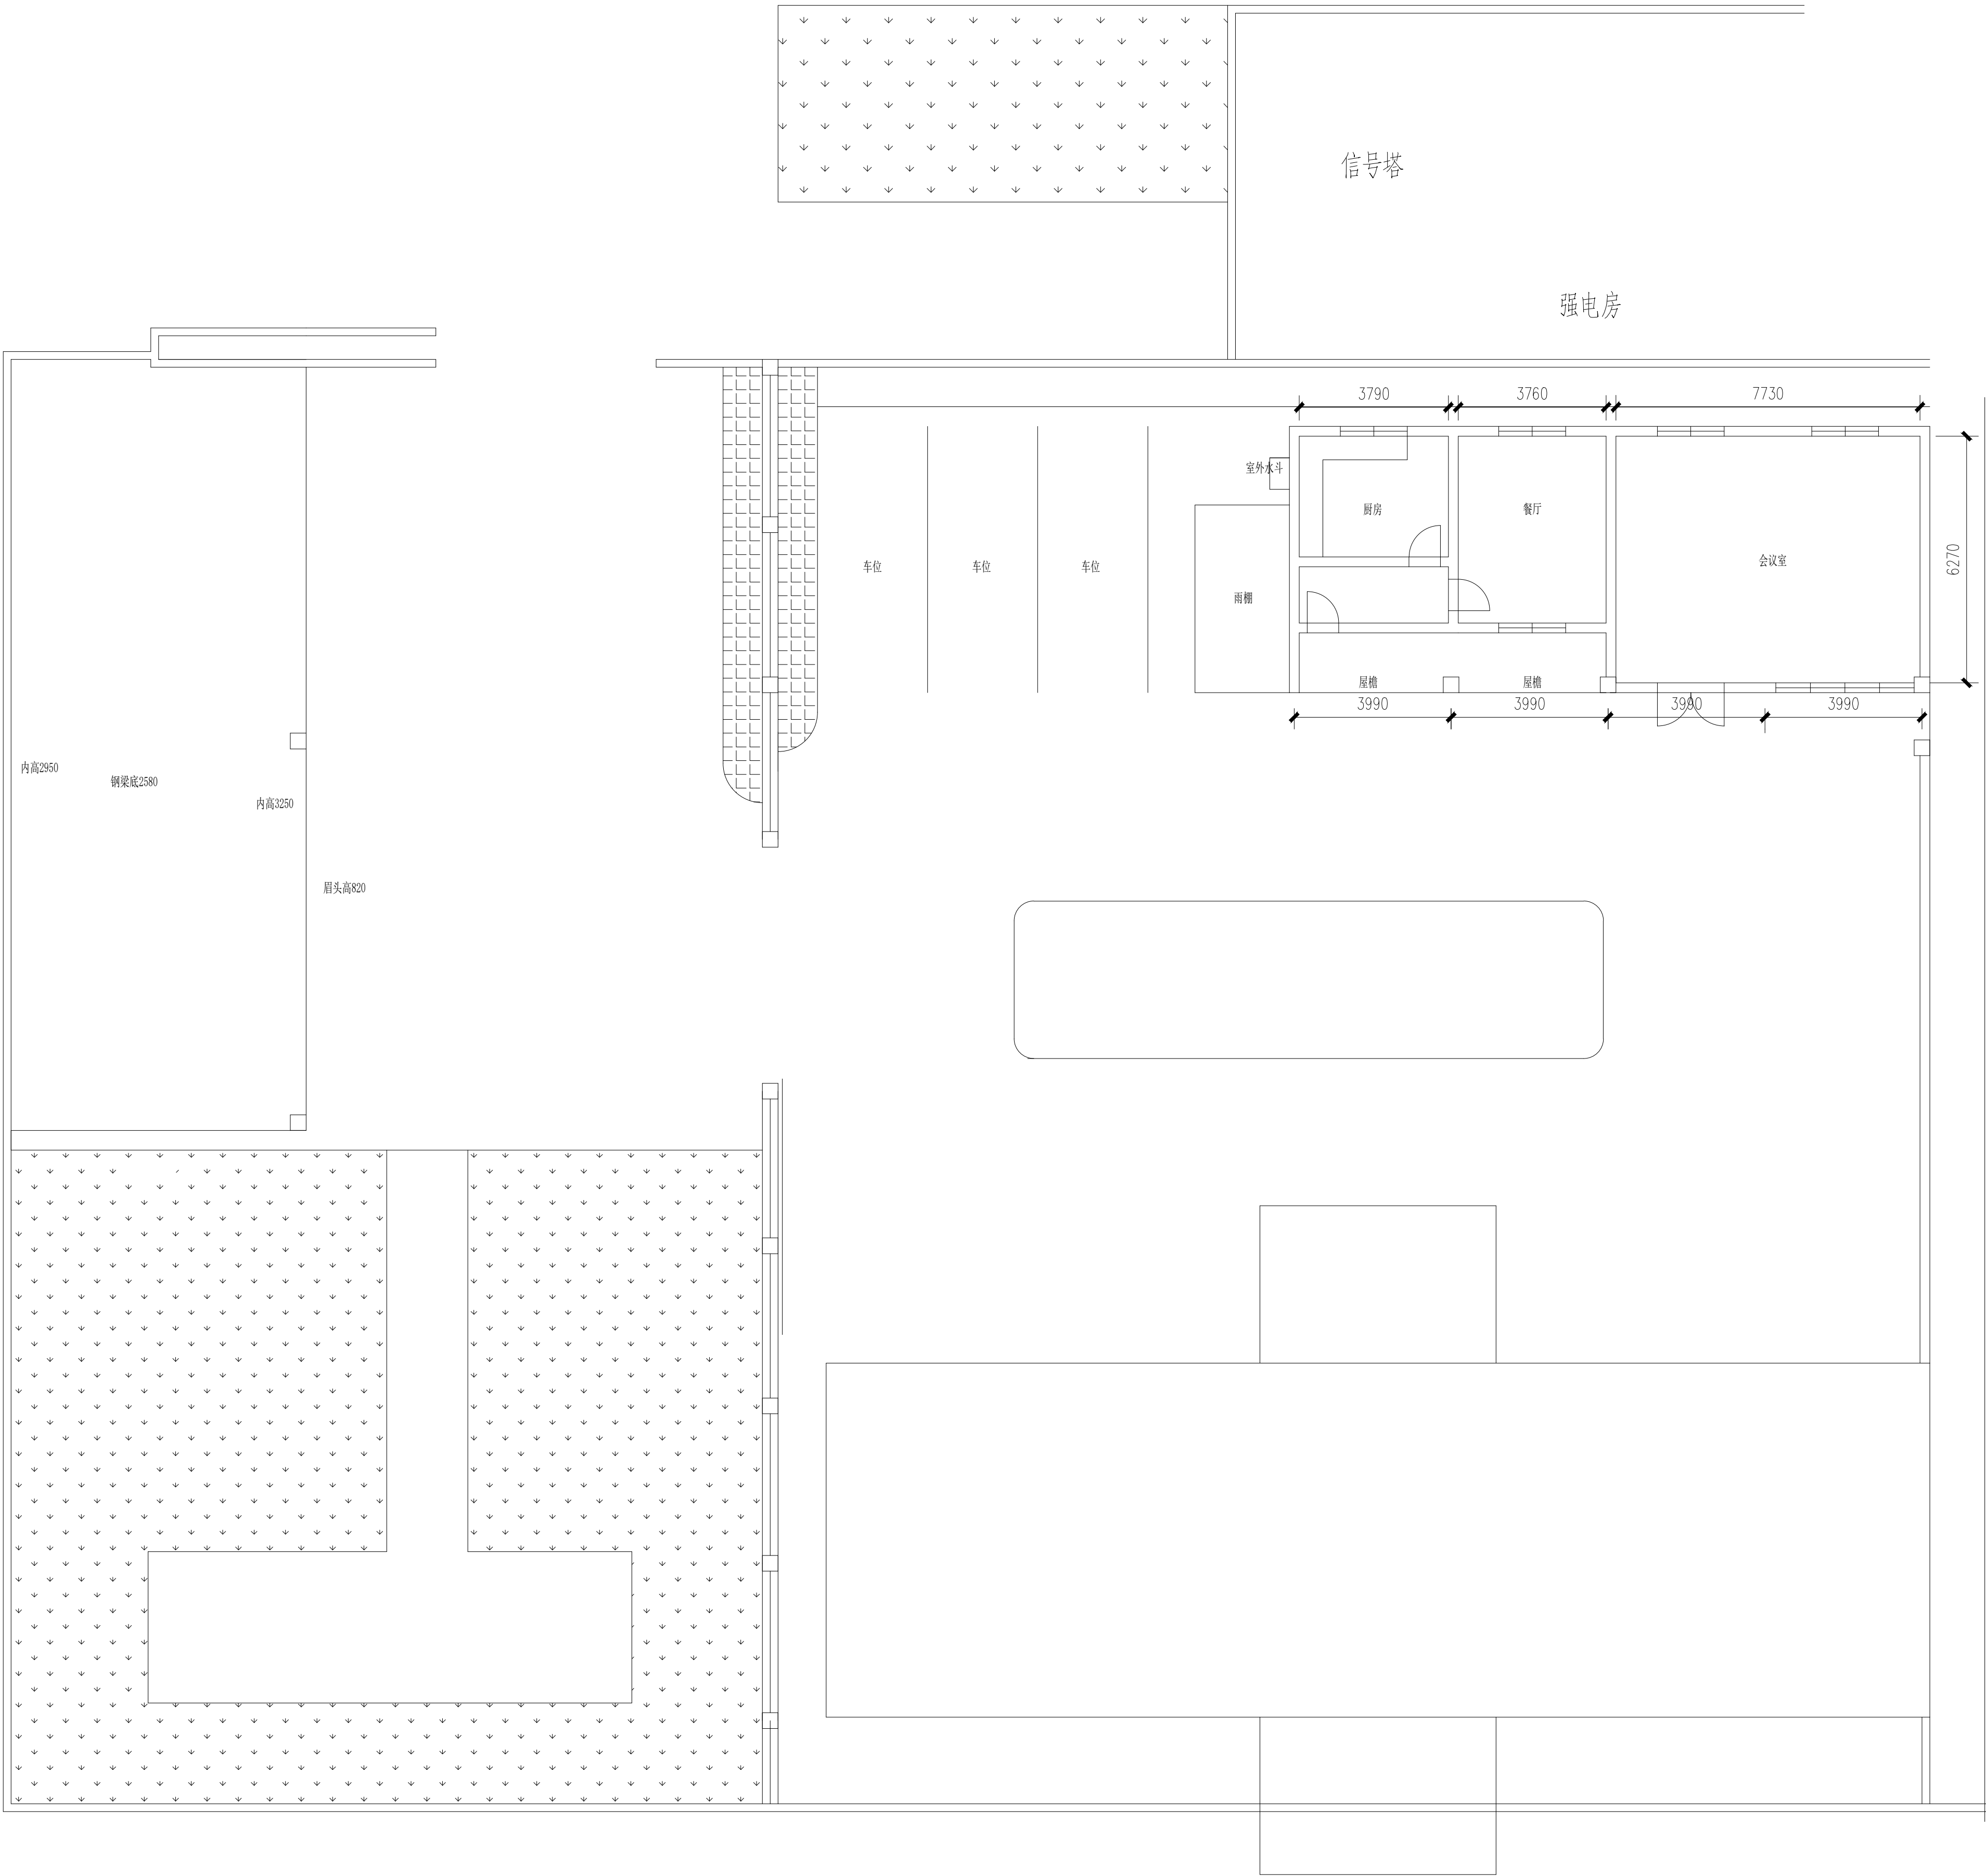 信号塔
强电房
3790
3760
7730
室外水斗
厨房
餐厅
会议室
6270
车位
车位
车位
雨棚
屋檐
屋檐
3990
3990
3990
3990
内高2950
钢梁底2580
内高3250
眉头高820